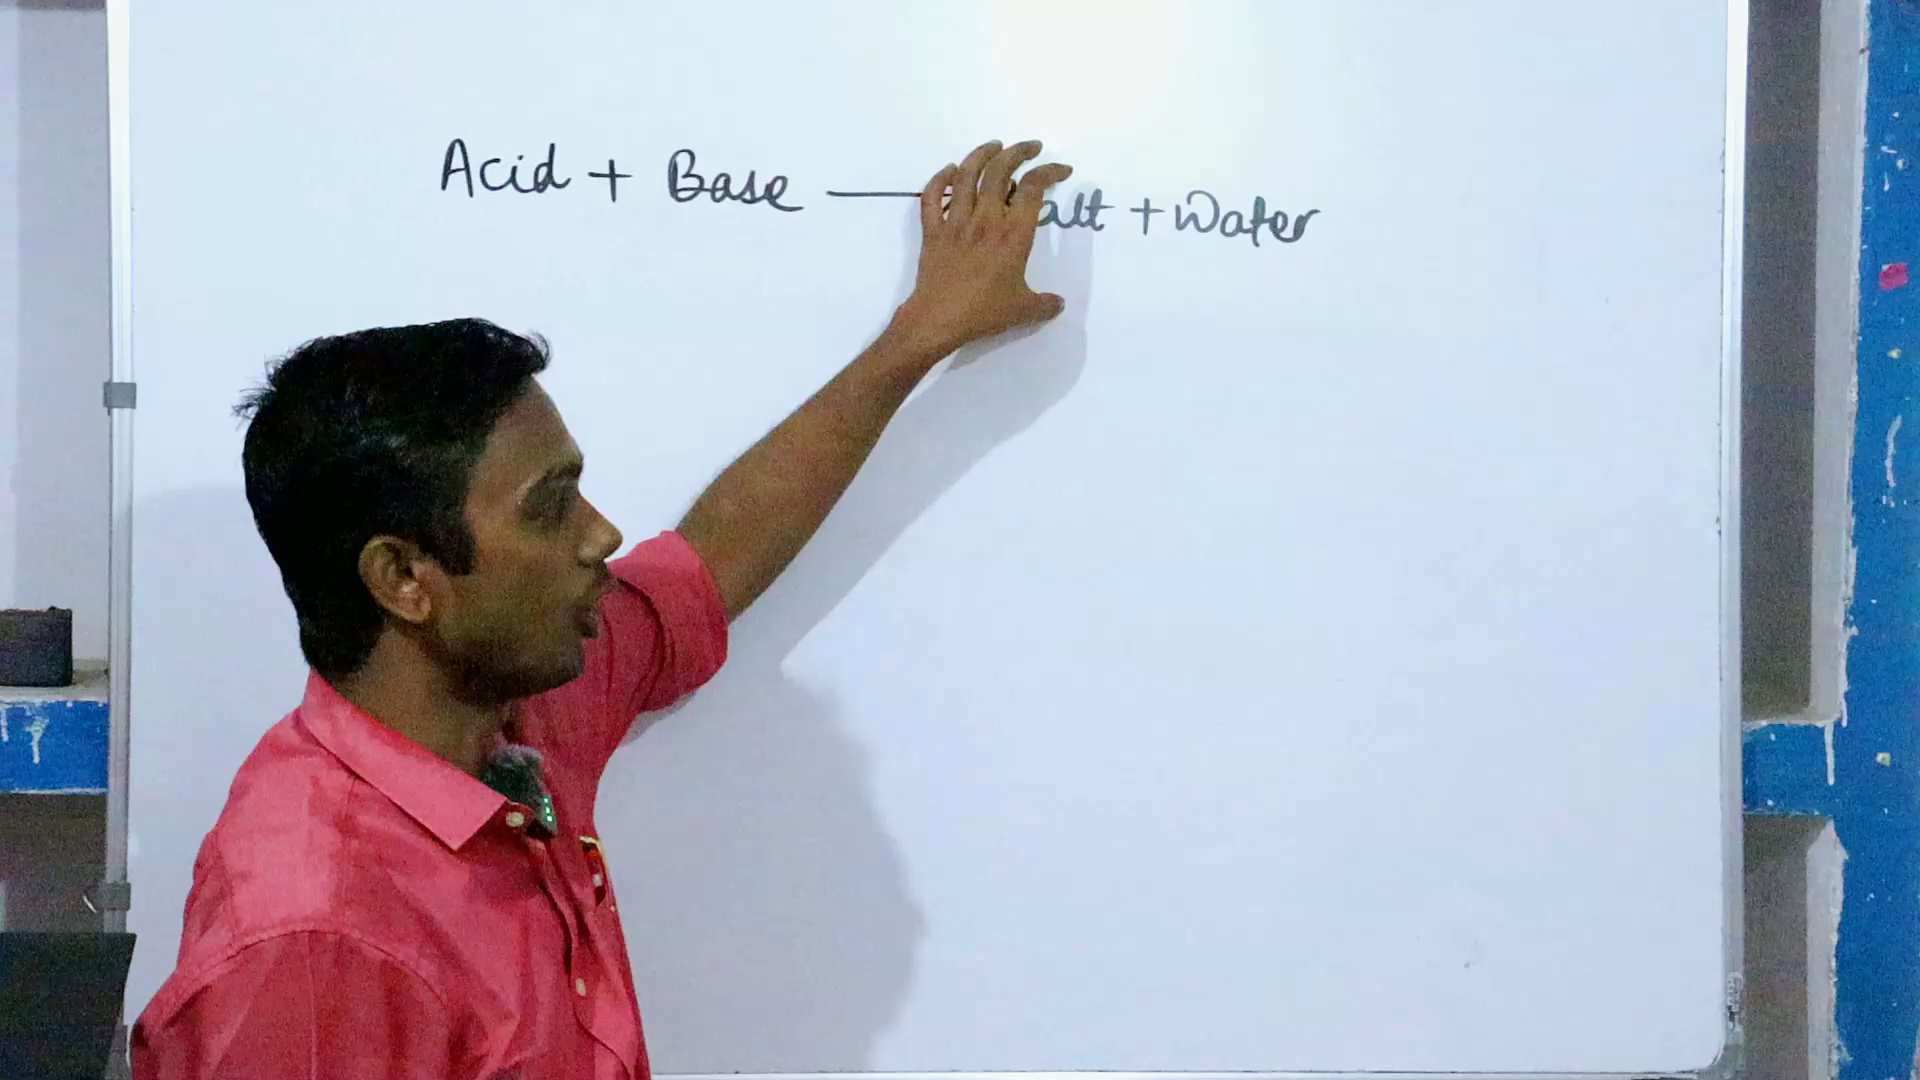 Acid + Base → Salt + Water